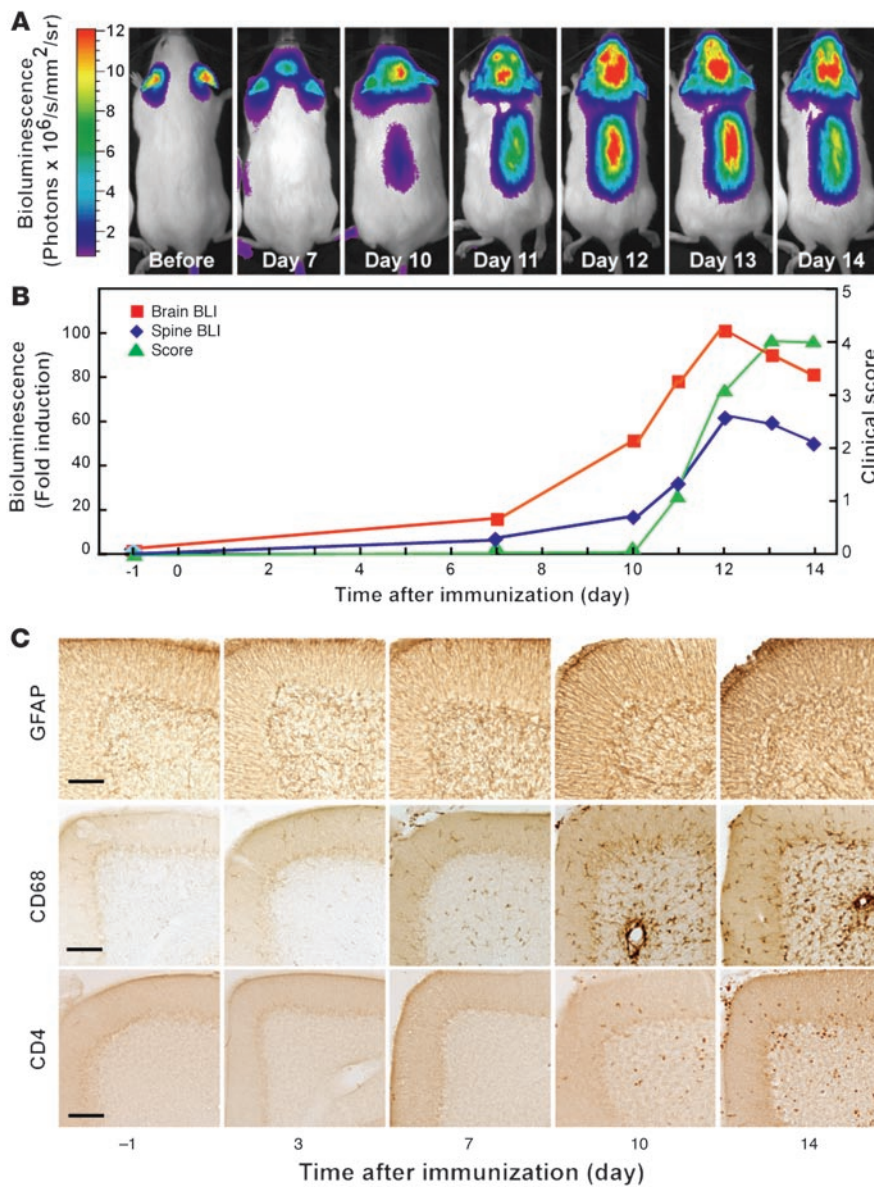 A
Bioluminescence
(Photons x 10⁶/s/mm²/sr)
12
10
8
6
4
2
Before
Day 7
Day 10
Day 11
Day 12
Day 13
Day 14
B
Brain BLI
Spine BLI
Score
Bioluminescence
(Fold induction)
100
80
60
40
20
0
5
4
3
2
1
0
Clinical score
-1 0 2 4 6 8 10 12 14
Time after immunization (day)
C
GFAP
CD68
CD4
–1 3 7 10 14
Time after immunization (day)